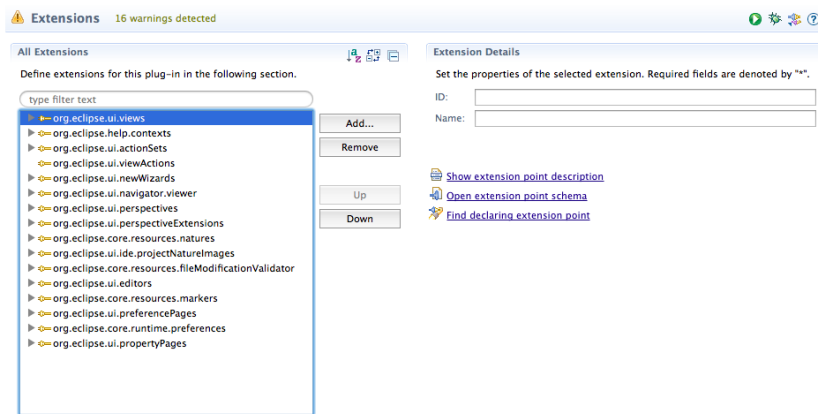 Extensions 16 warnings detected
All Extensions
Define extensions for this plug-in in the following section.
type filter text
org.eclipse.ui.views
org.eclipse.help.contexts
org.eclipse.ui.actionSets
org.eclipse.ui.viewActions
org.eclipse.ui.newWizards
org.eclipse.ui.navigator.viewer
org.eclipse.ui.perspectives
org.eclipse.ui.perspectiveExtensions
org.eclipse.core.resources.natures
org.eclipse.ui.ide.projectNatureImages
org.eclipse.core.resources.fileModificationValidator
org.eclipse.ui.editors
org.eclipse.core.resources.markers
org.eclipse.ui.preferencePages
org.eclipse.core.runtime.preferences
org.eclipse.ui.propertyPages
Add...
Remove
Up
Down
Extension Details
Set the properties of the selected extension. Required fields are denoted by "*".
ID:
Name:
Show extension point description
Open extension point schema
Find declaring extension point